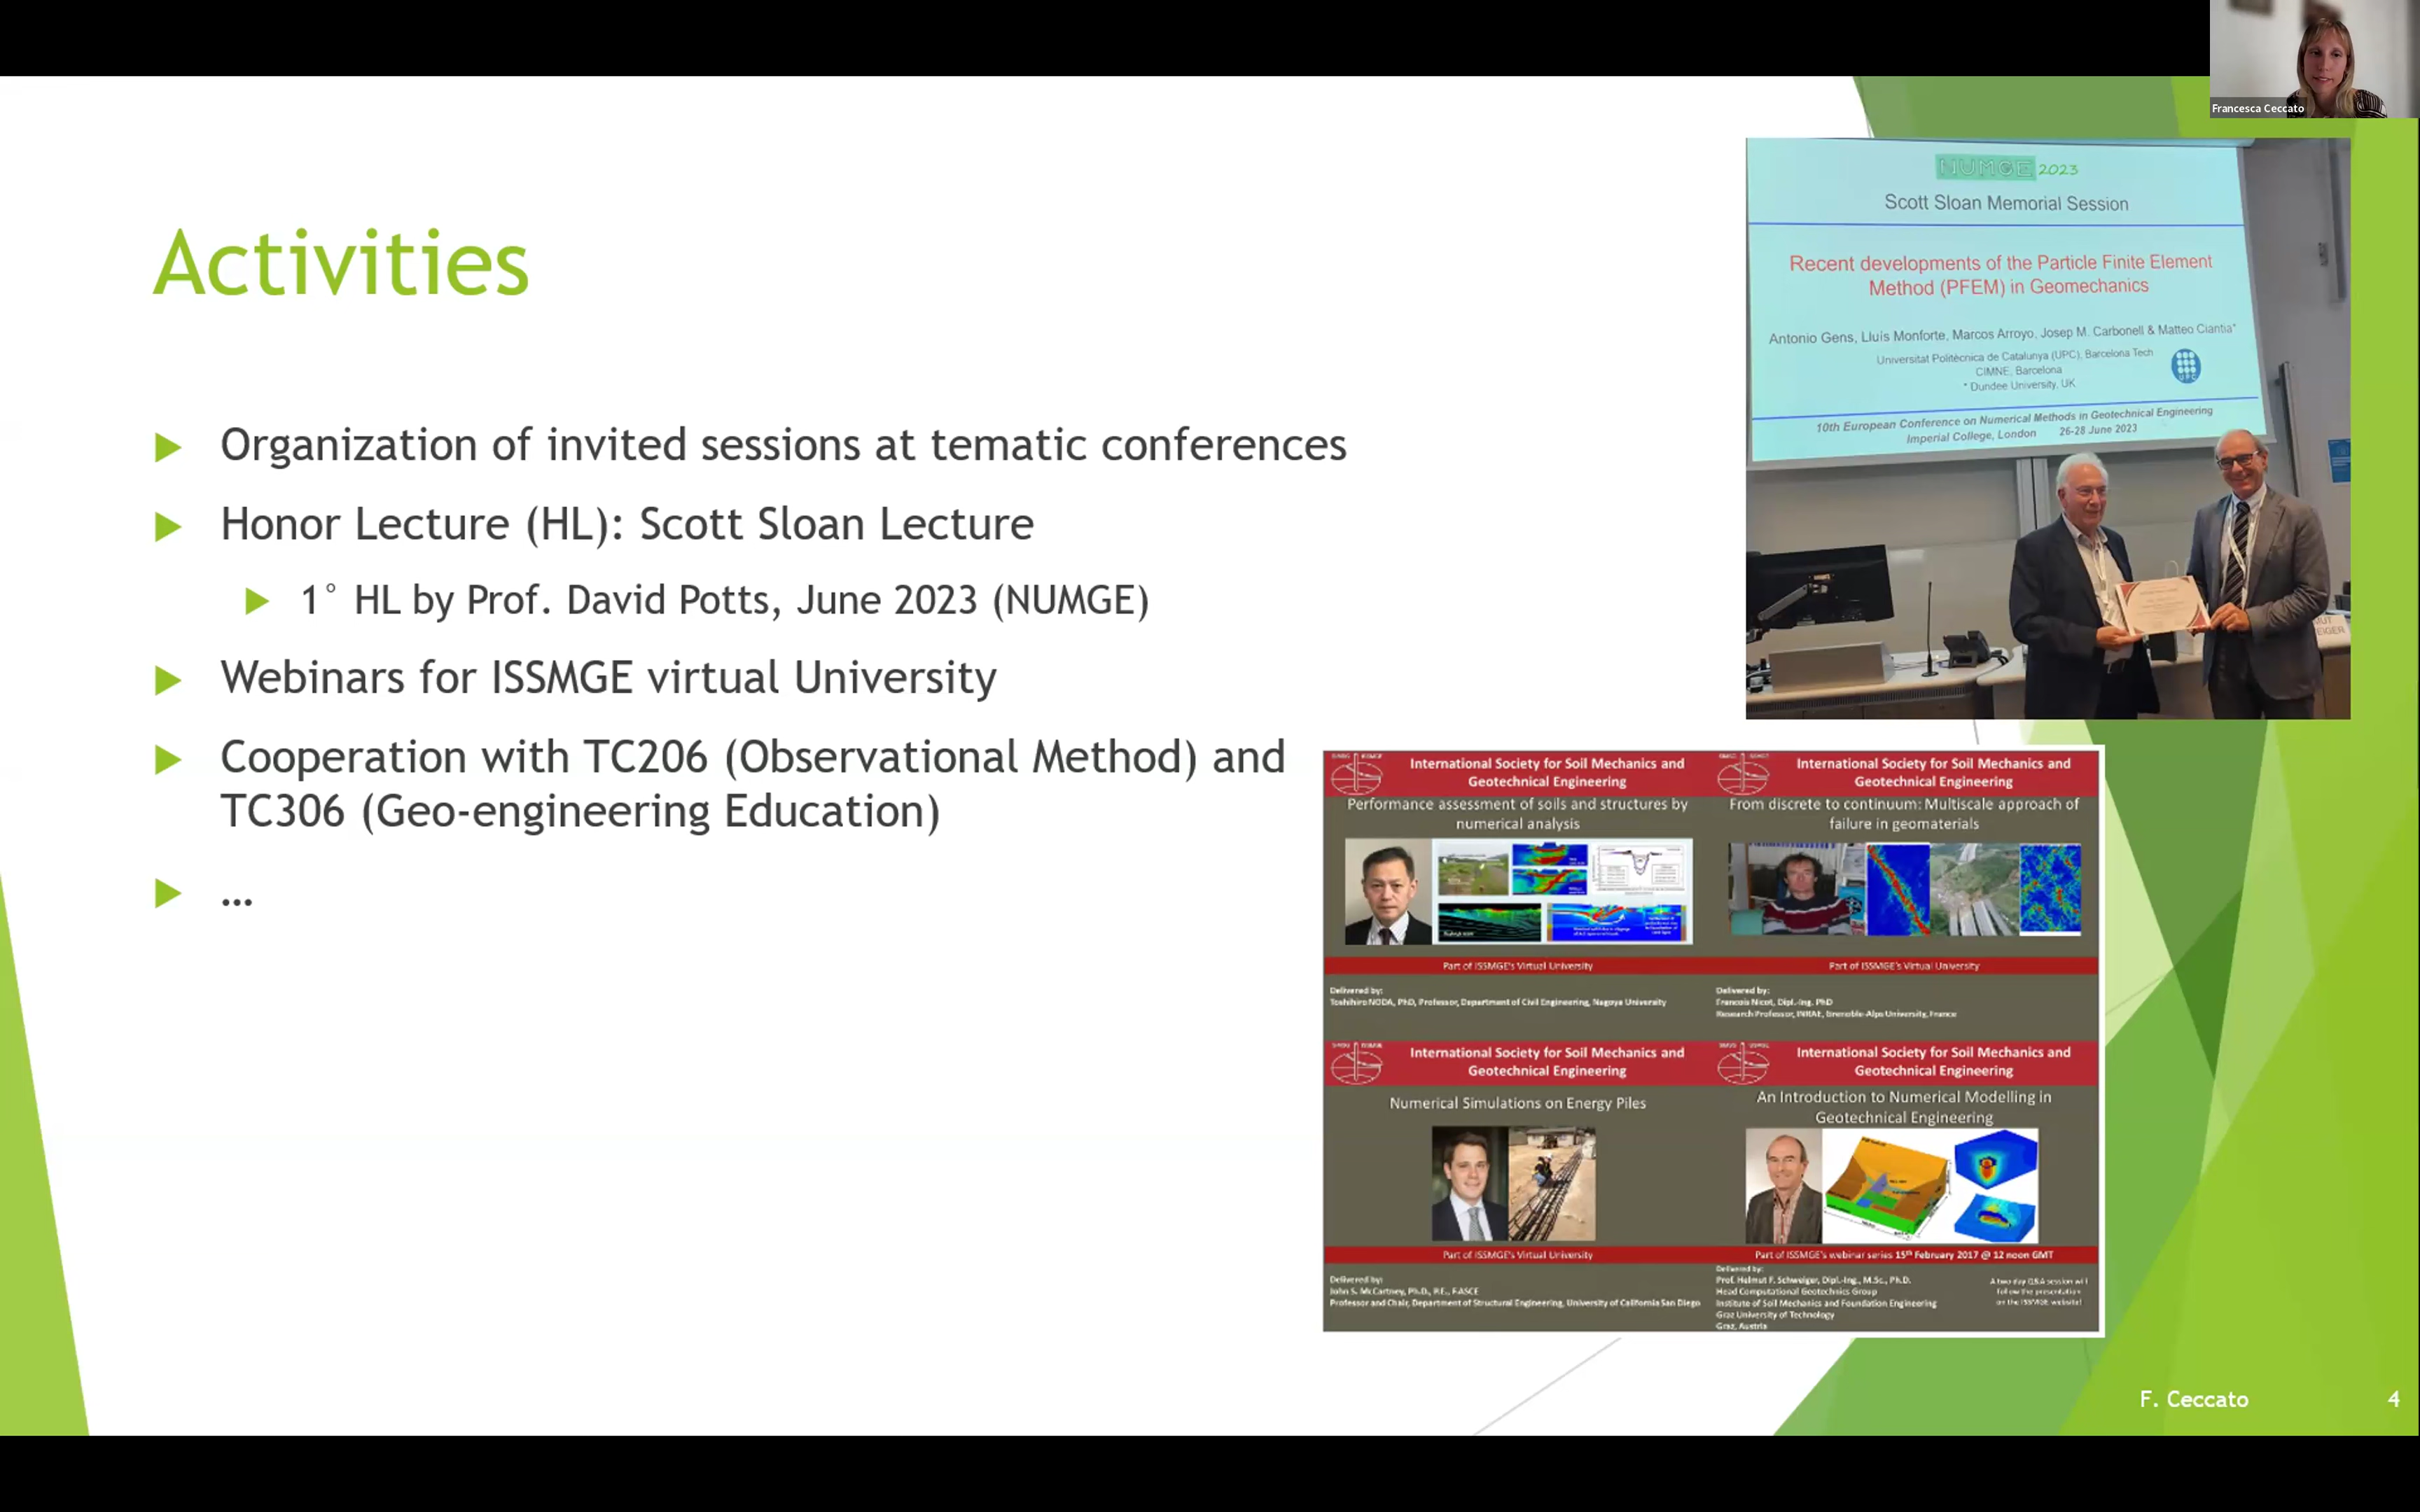 Francesca Ceccato
Activities
Organization of invited sessions at tematic conferences
Honor Lecture (HL): Scott Sloan Lecture
1° HL by Prof. David Potts, June 2023 (NUMGE)
Webinars for ISSMGE virtual University
Cooperation with TC206 (Observational Method) and
TC306 (Geo-engineering Education)
...
NUMGE 2023
Scott Sloan Memorial Session
Recent developments of the Particle Finite Element
Method (PFEM) in Geomechanics
Antonio Gens, Lluís Monforte, Marcos Arroyo, Josep M. Carbonell & Matteo Ciantia*
Universitat Politècnica de Catalunya (UPC), Barcelona Tech
CIMNE, Barcelona
* Dundee University, UK
UPC
10th European Conference on Numerical Methods in Geotechnical Engineering
Imperial College, London 26-28 June 2023
International Society for Soil Mechanics and
Geotechnical Engineering
Performance assessment of soils and structures by
numerical analysis
Part of ISSMGE's Virtual University
Delivered by:
Toshihiro NODA, PhD, Professor, Department of Civil Engineering, Nagoya University
International Society for Soil Mechanics and
Geotechnical Engineering
From discrete to continuum: Multiscale approach of
failure in geomaterials
Part of ISSMGE's Virtual University
Delivered by:
Francois Nicot, Dipl.-Ing. PhD
Research Professor, INRAE, Grenoble-Alps University, France
International Society for Soil Mechanics and
Geotechnical Engineering
Numerical Simulations on Energy Piles
Part of ISSMGE's Virtual University
Delivered by:
John S. McCartney, Ph.D., P.E., F.ASCE
Professor and Chair, Department of Structural Engineering, University of California San Diego
International Society for Soil Mechanics and
Geotechnical Engineering
An Introduction to Numerical Modelling in
Geotechnical Engineering
Part of ISSMGE's webinar series 15th February 2017 @ 12 noon GMT
Delivered by:
Prof. Helmut F. Schweiger, Dipl.-Ing., M.Sc., Ph.D.
Head Computational Geotechnics Group
Institute of Soil Mechanics and Foundation Engineering
Graz University of Technology
Graz, Austria
A two day Q&A session will
follow the presentation
on the ISSMGE website!
F. Ceccato
4